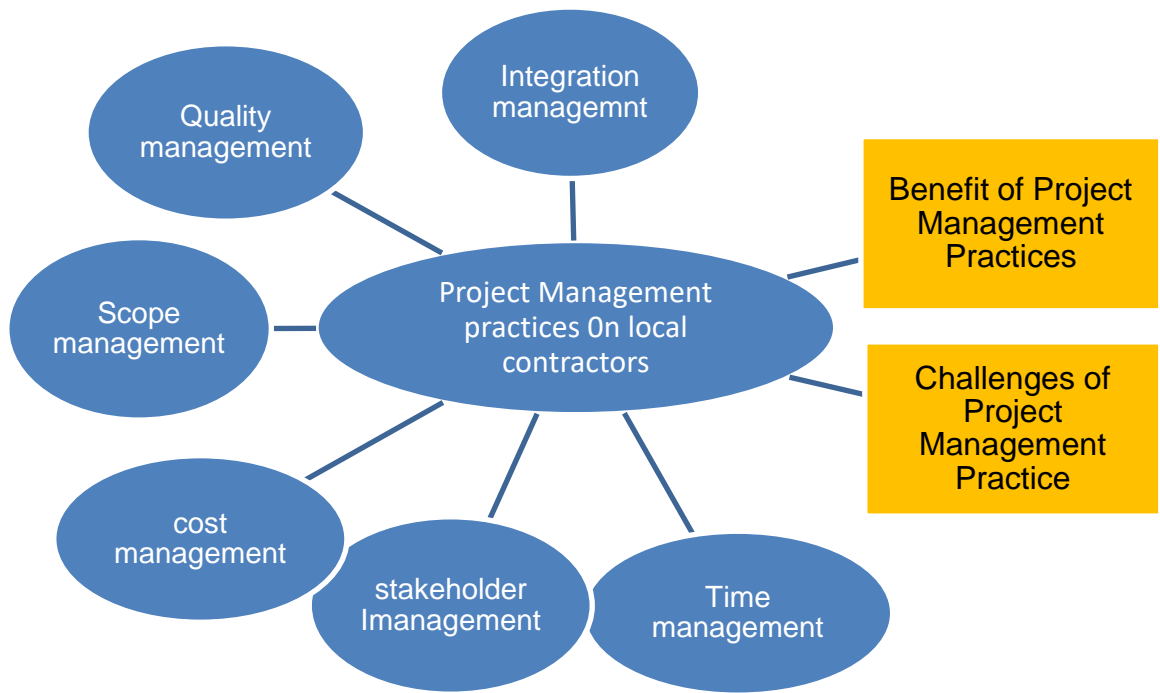 Integration
managemnt
Quality
management
Benefit of Project
Management
Practices
Project Management
practices 0n local
contractors
Scope
management
Challenges of
Project
Management
Practice
cost
management
stakeholder
Imanagement
Time
management